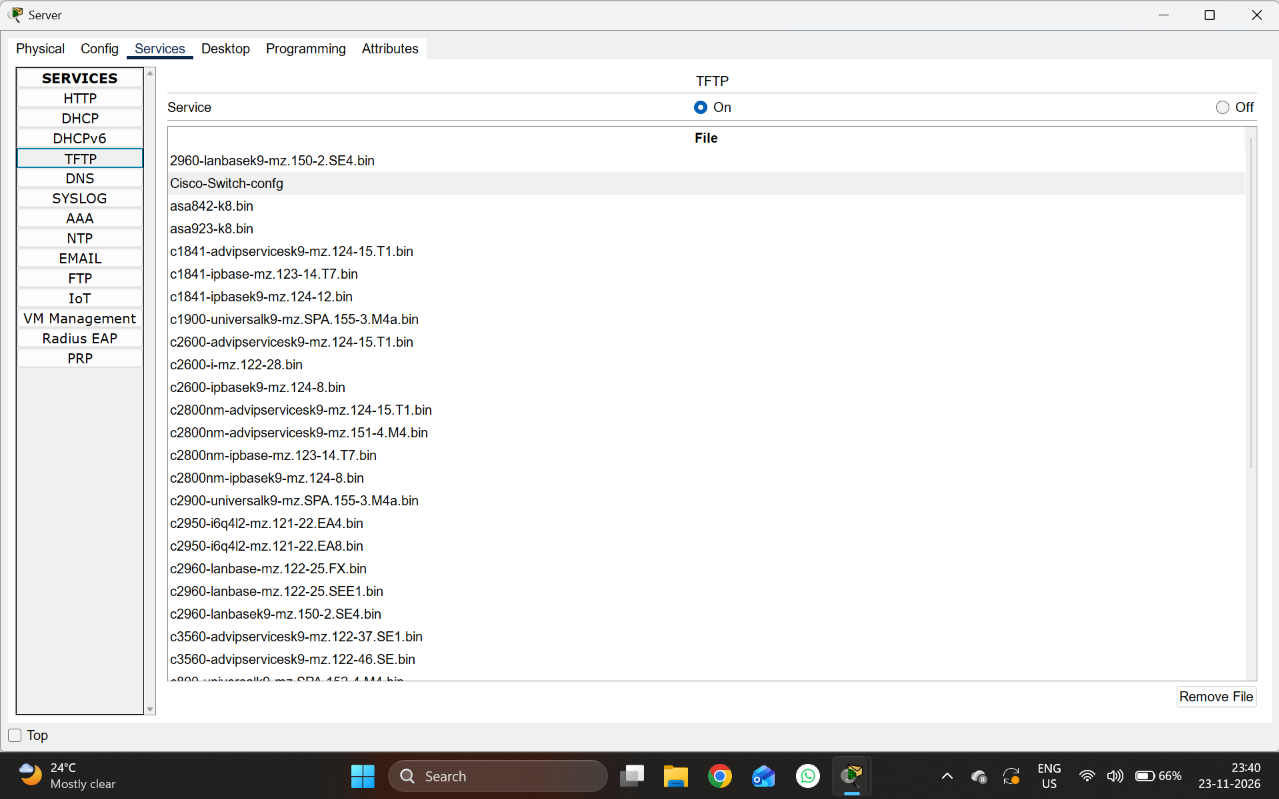 Server
Physical Config Services Desktop Programming Attributes
SERVICES
HTTP
DHCP
DHCPv6
TFTP
DNS
SYSLOG
AAA
NTP
EMAIL
FTP
IoT
VM Management
Radius EAP
PRP
TFTP
Service On Off
File
2960-lanbasek9-mz.150-2.SE4.bin
Cisco-Switch-confg
asa842-k8.bin
asa923-k8.bin
c1841-advipservicesk9-mz.124-15.T1.bin
c1841-ipbase-mz.123-14.T7.bin
c1841-ipbasek9-mz.124-12.bin
c1900-universalk9-mz.SPA.155-3.M4a.bin
c2600-advipservicesk9-mz.124-15.T1.bin
c2600-i-mz.122-28.bin
c2600-ipbasek9-mz.124-8.bin
c2800nm-advipservicesk9-mz.124-15.T1.bin
c2800nm-advipservicesk9-mz.151-4.M4.bin
c2800nm-ipbase-mz.123-14.T7.bin
c2800nm-ipbasek9-mz.124-8.bin
c2900-universalk9-mz.SPA.155-3.M4a.bin
c2950-i6q4l2-mz.121-22.EA4.bin
c2950-i6q4l2-mz.121-22.EA8.bin
c2960-lanbase-mz.122-25.FX.bin
c2960-lanbase-mz.122-25.SEE1.bin
c2960-lanbasek9-mz.150-2.SE4.bin
c3560-advipservicesk9-mz.122-37.SE1.bin
c3560-advipservicesk9-mz.122-46.SE.bin
Remove File
Top
24°C
Mostly clear
Search
ENG
US
66%
23:40
23-11-2026